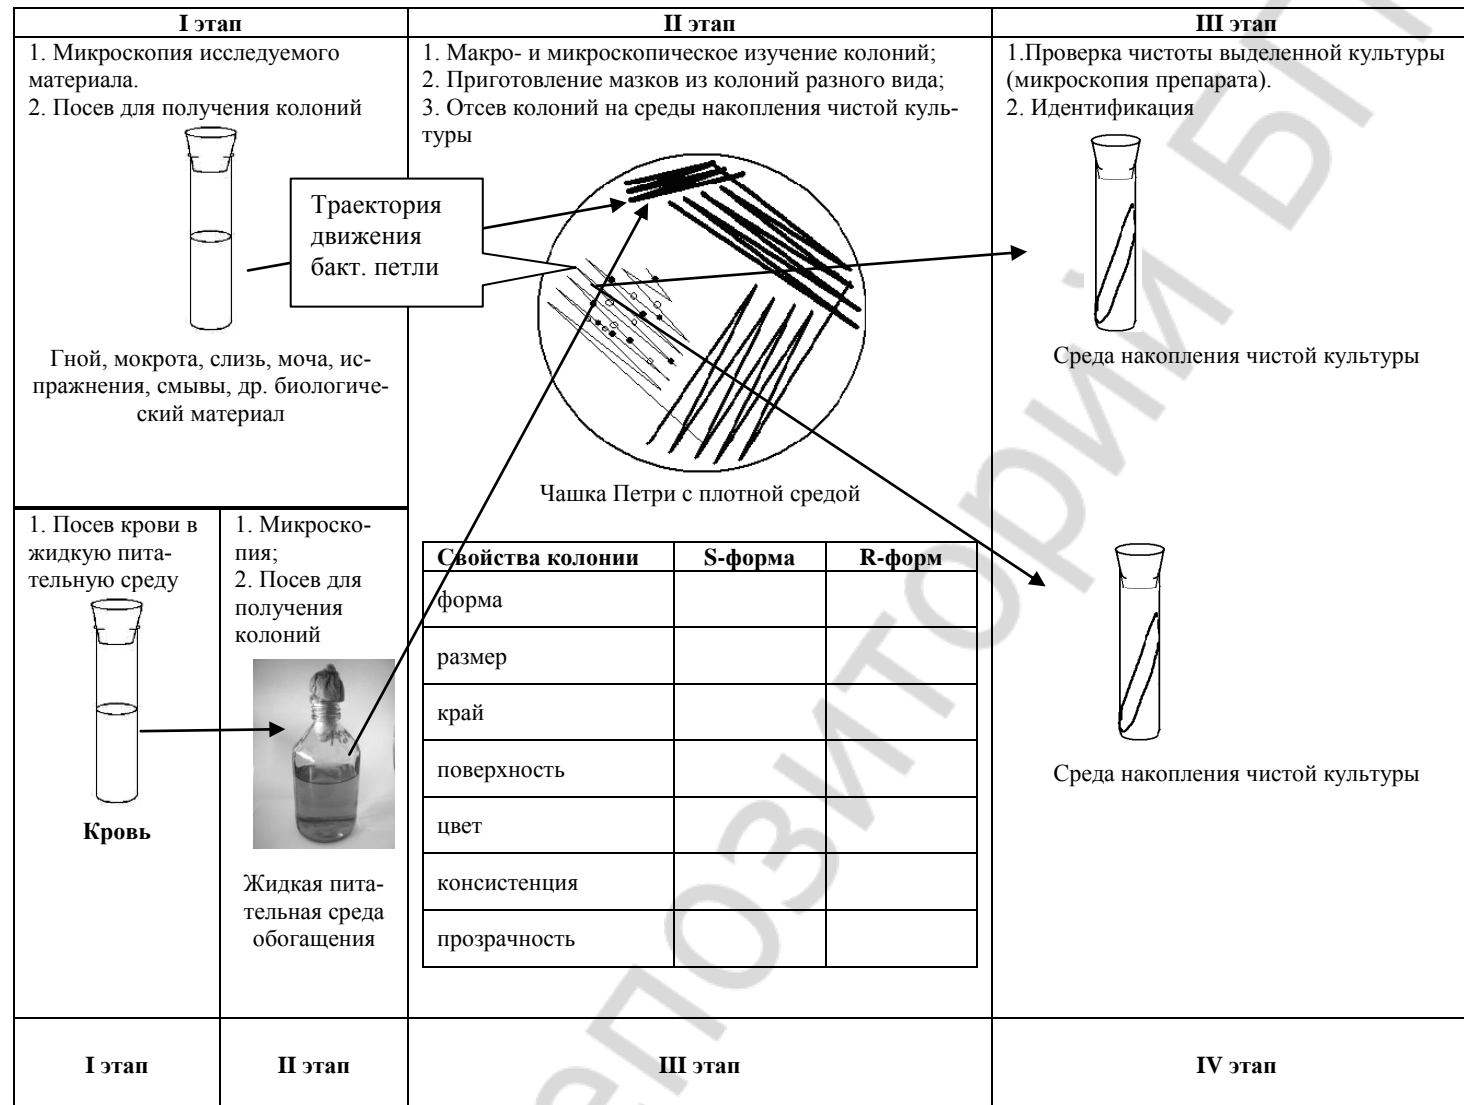 I этап
II этап
III этап
1. Микроскопия исследуемого
материала.
2. Посев для получения колоний
1. Макро- и микроскопическое изучение колоний;
2. Приготовление мазков из колоний разного вида;
3. Отсев колоний на среды накопления чистой куль-
туры
1.Проверка чистоты выделенной культуры
(микроскопия препарата).
2. Идентификация
Траектория
движения
бакт. петли
Гной, мокрота, слизь, моча, ис-
пражнения, смывы, др. биологиче-
ский материал
Чашка Петри с плотной средой
Среда накопления чистой культуры
1. Посев крови в
жидкую пита-
тельную среду
Кровь
1. Микроско-
пия;
2. Посев для
получения
колоний
Жидкая пита-
тельная среда
обогащения
Свойства колонии S-форма R-форм
форма
размер
край
поверхность
цвет
консистенция
прозрачность
Среда накопления чистой культуры
I этап
II этап
III этап
IV этап